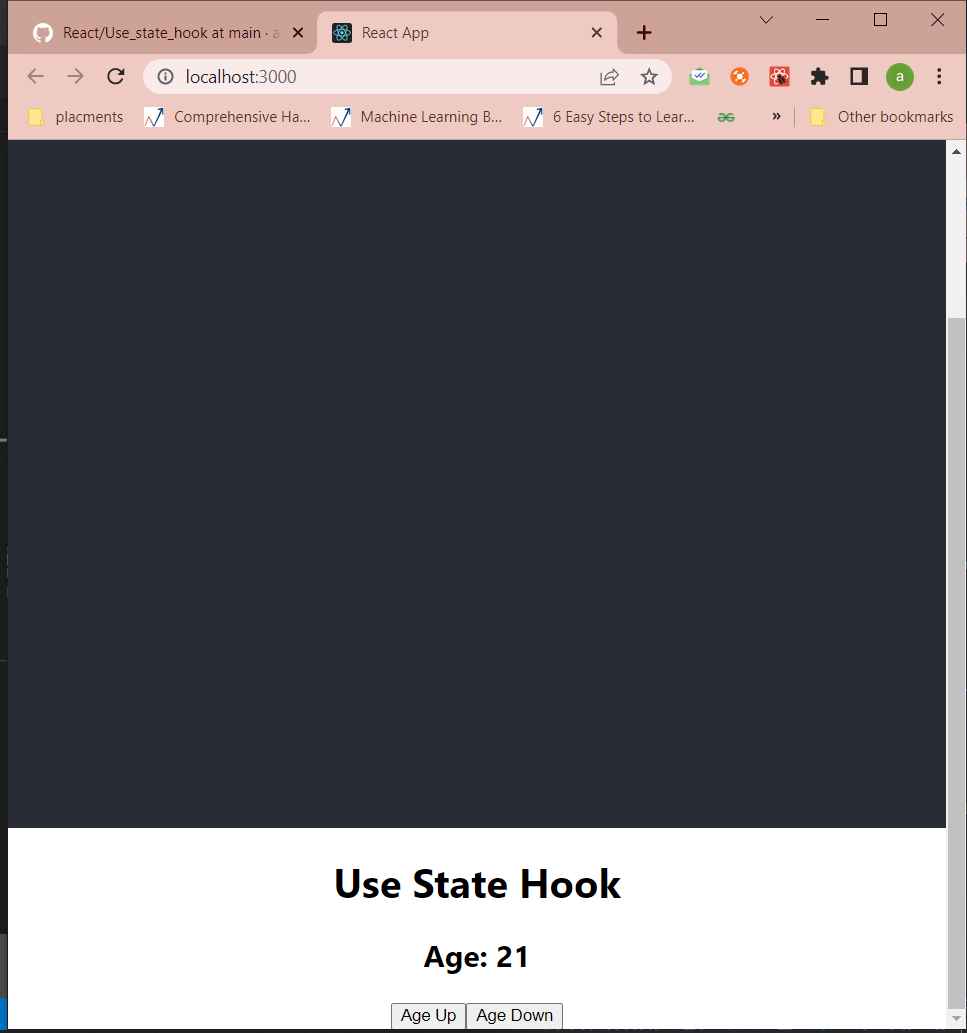 React/Use_state_hook at main · a
React App
localhost:3000
a
placments
Comprehensive Ha...
Machine Learning B...
6 Easy Steps to Lear...
»
Other bookmarks
Use State Hook
Age: 21
Age Up
Age Down